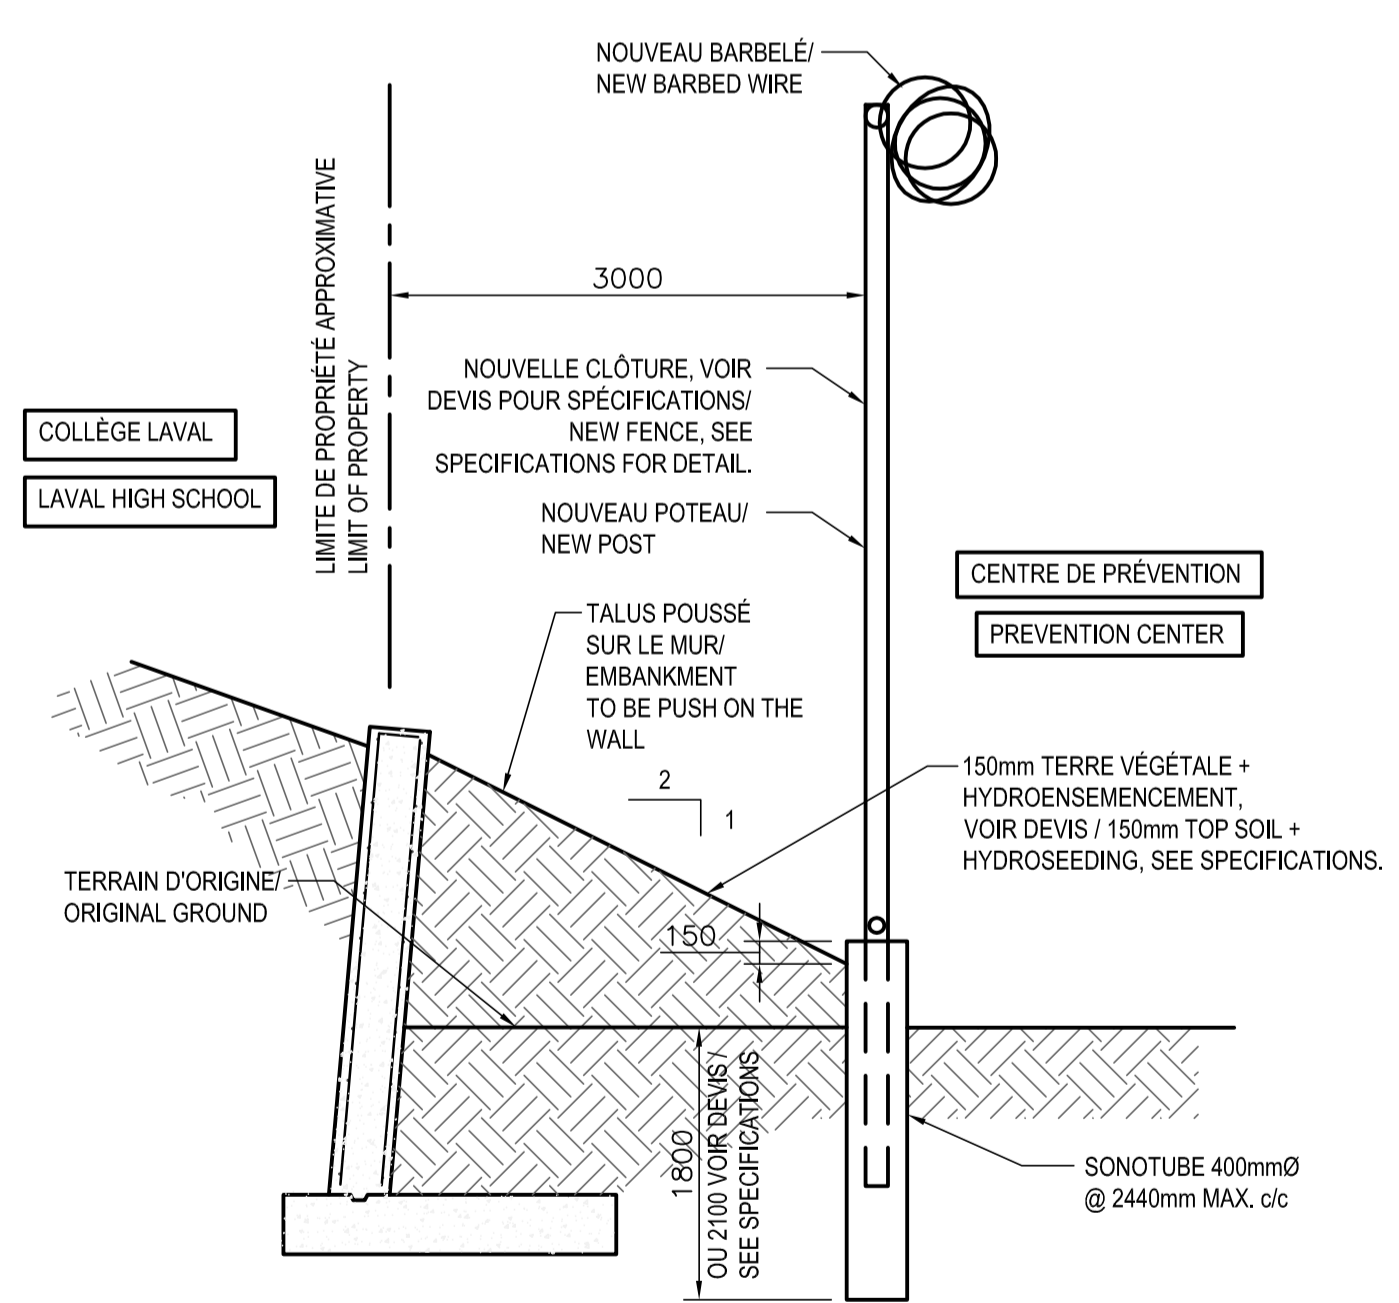 NOUVEAU BARBELÉ/
NEW BARBED WIRE
LIMITE DE PROPRIÉTÉ APPROXIMATIVE
LIMIT OF PROPERTY
3000
NOUVELLE CLÔTURE, VOIR
DEVIS POUR SPÉCIFICATIONS/
NEW FENCE, SEE
SPECIFICATIONS FOR DETAIL.
COLLÈGE LAVAL
LAVAL HIGH SCHOOL
NOUVEAU POTEAU/
NEW POST
CENTRE DE PRÉVENTION
PREVENTION CENTER
TALUS POUSSÉ
SUR LE MUR/
EMBANKMENT
TO BE PUSH ON THE
WALL
2
1
150mm TERRE VÉGÉTALE +
HYDROENSEMENCEMENT,
VOIR DEVIS / 150mm TOP SOIL +
HYDROSEEDING, SEE SPECIFICATIONS.
TERRAIN D'ORIGINE/
ORIGINAL GROUND
150
1800
OU 2100 VOIR DEVIS /
SEE SPECIFICATIONS
SONOTUBE 400mmØ
@ 2440mm MAX. c/c